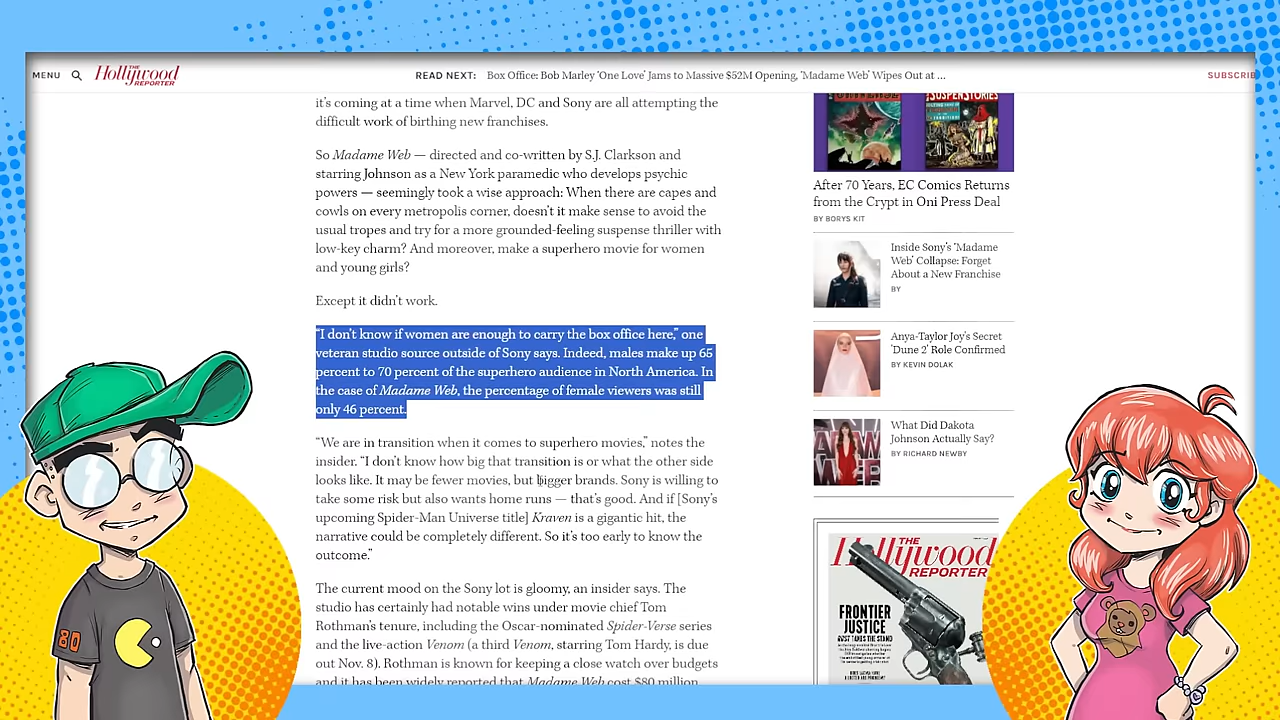 MENU
THE
Hollywood
REPORTER
READ NEXT: Box Office: Bob Marley 'One Love' Jams to Massive $52M Opening, 'Madame Web' Wipes Out at ...
SUBSCRIB
it's coming at a time when Marvel, DC and Sony are all attempting the
difficult work of birthing new franchises.
So Madame Web — directed and co-written by S.J. Clarkson and
starring Johnson as a New York paramedic who develops psychic
powers — seemingly took a wise approach: When there are capes and
cowls on every metropolis corner, doesn't it make sense to avoid the
usual tropes and try for a more grounded-feeling suspense thriller with
low-key charm? And moreover, make a superhero movie for women
and young girls?
Except it didn't work.
“I don't know if women are enough to carry the box office here,” one
veteran studio source outside of Sony says. Indeed, males make up 65
percent to 70 percent of the superhero audience in North America. In
the case of Madame Web, the percentage of female viewers was still
only 46 percent.
“We are in transition when it comes to superhero movies,” notes the
insider. “I don't know how big that transition is or what the other side
looks like. It may be fewer movies, but bigger brands. Sony is willing to
take some risk but also wants home runs — that's good. And if [Sony's
upcoming Spider-Man Universe title] Kraven is a gigantic hit, the
narrative could be completely different. So it's too early to know the
outcome.”
The current mood on the Sony lot is gloomy, an insider says. The
studio has certainly had notable wins under movie chief Tom
Rothman's tenure, including the Oscar-nominated Spider-Verse series
and the live-action Venom (a third Venom, starring Tom Hardy, is due
out Nov. 8). Rothman is known for keeping a close watch over budgets
and it has been widely reported that Madame Web cost $80 million
SUSPENSTORIES
After 70 Years, EC Comics Returns
from the Crypt in Oni Press Deal
BY BORYS KIT
Inside Sony's 'Madame
Web' Collapse: Forget
About a New Franchise
BY
Anya-Taylor Joy's Secret
'Dune 2' Role Confirmed
BY KEVIN DOLAK
What Did Dakota
Johnson Actually Say?
BY RICHARD NEWBY
THE
Hollywood
REPORTER
FRONTIER
JUSTICE
80